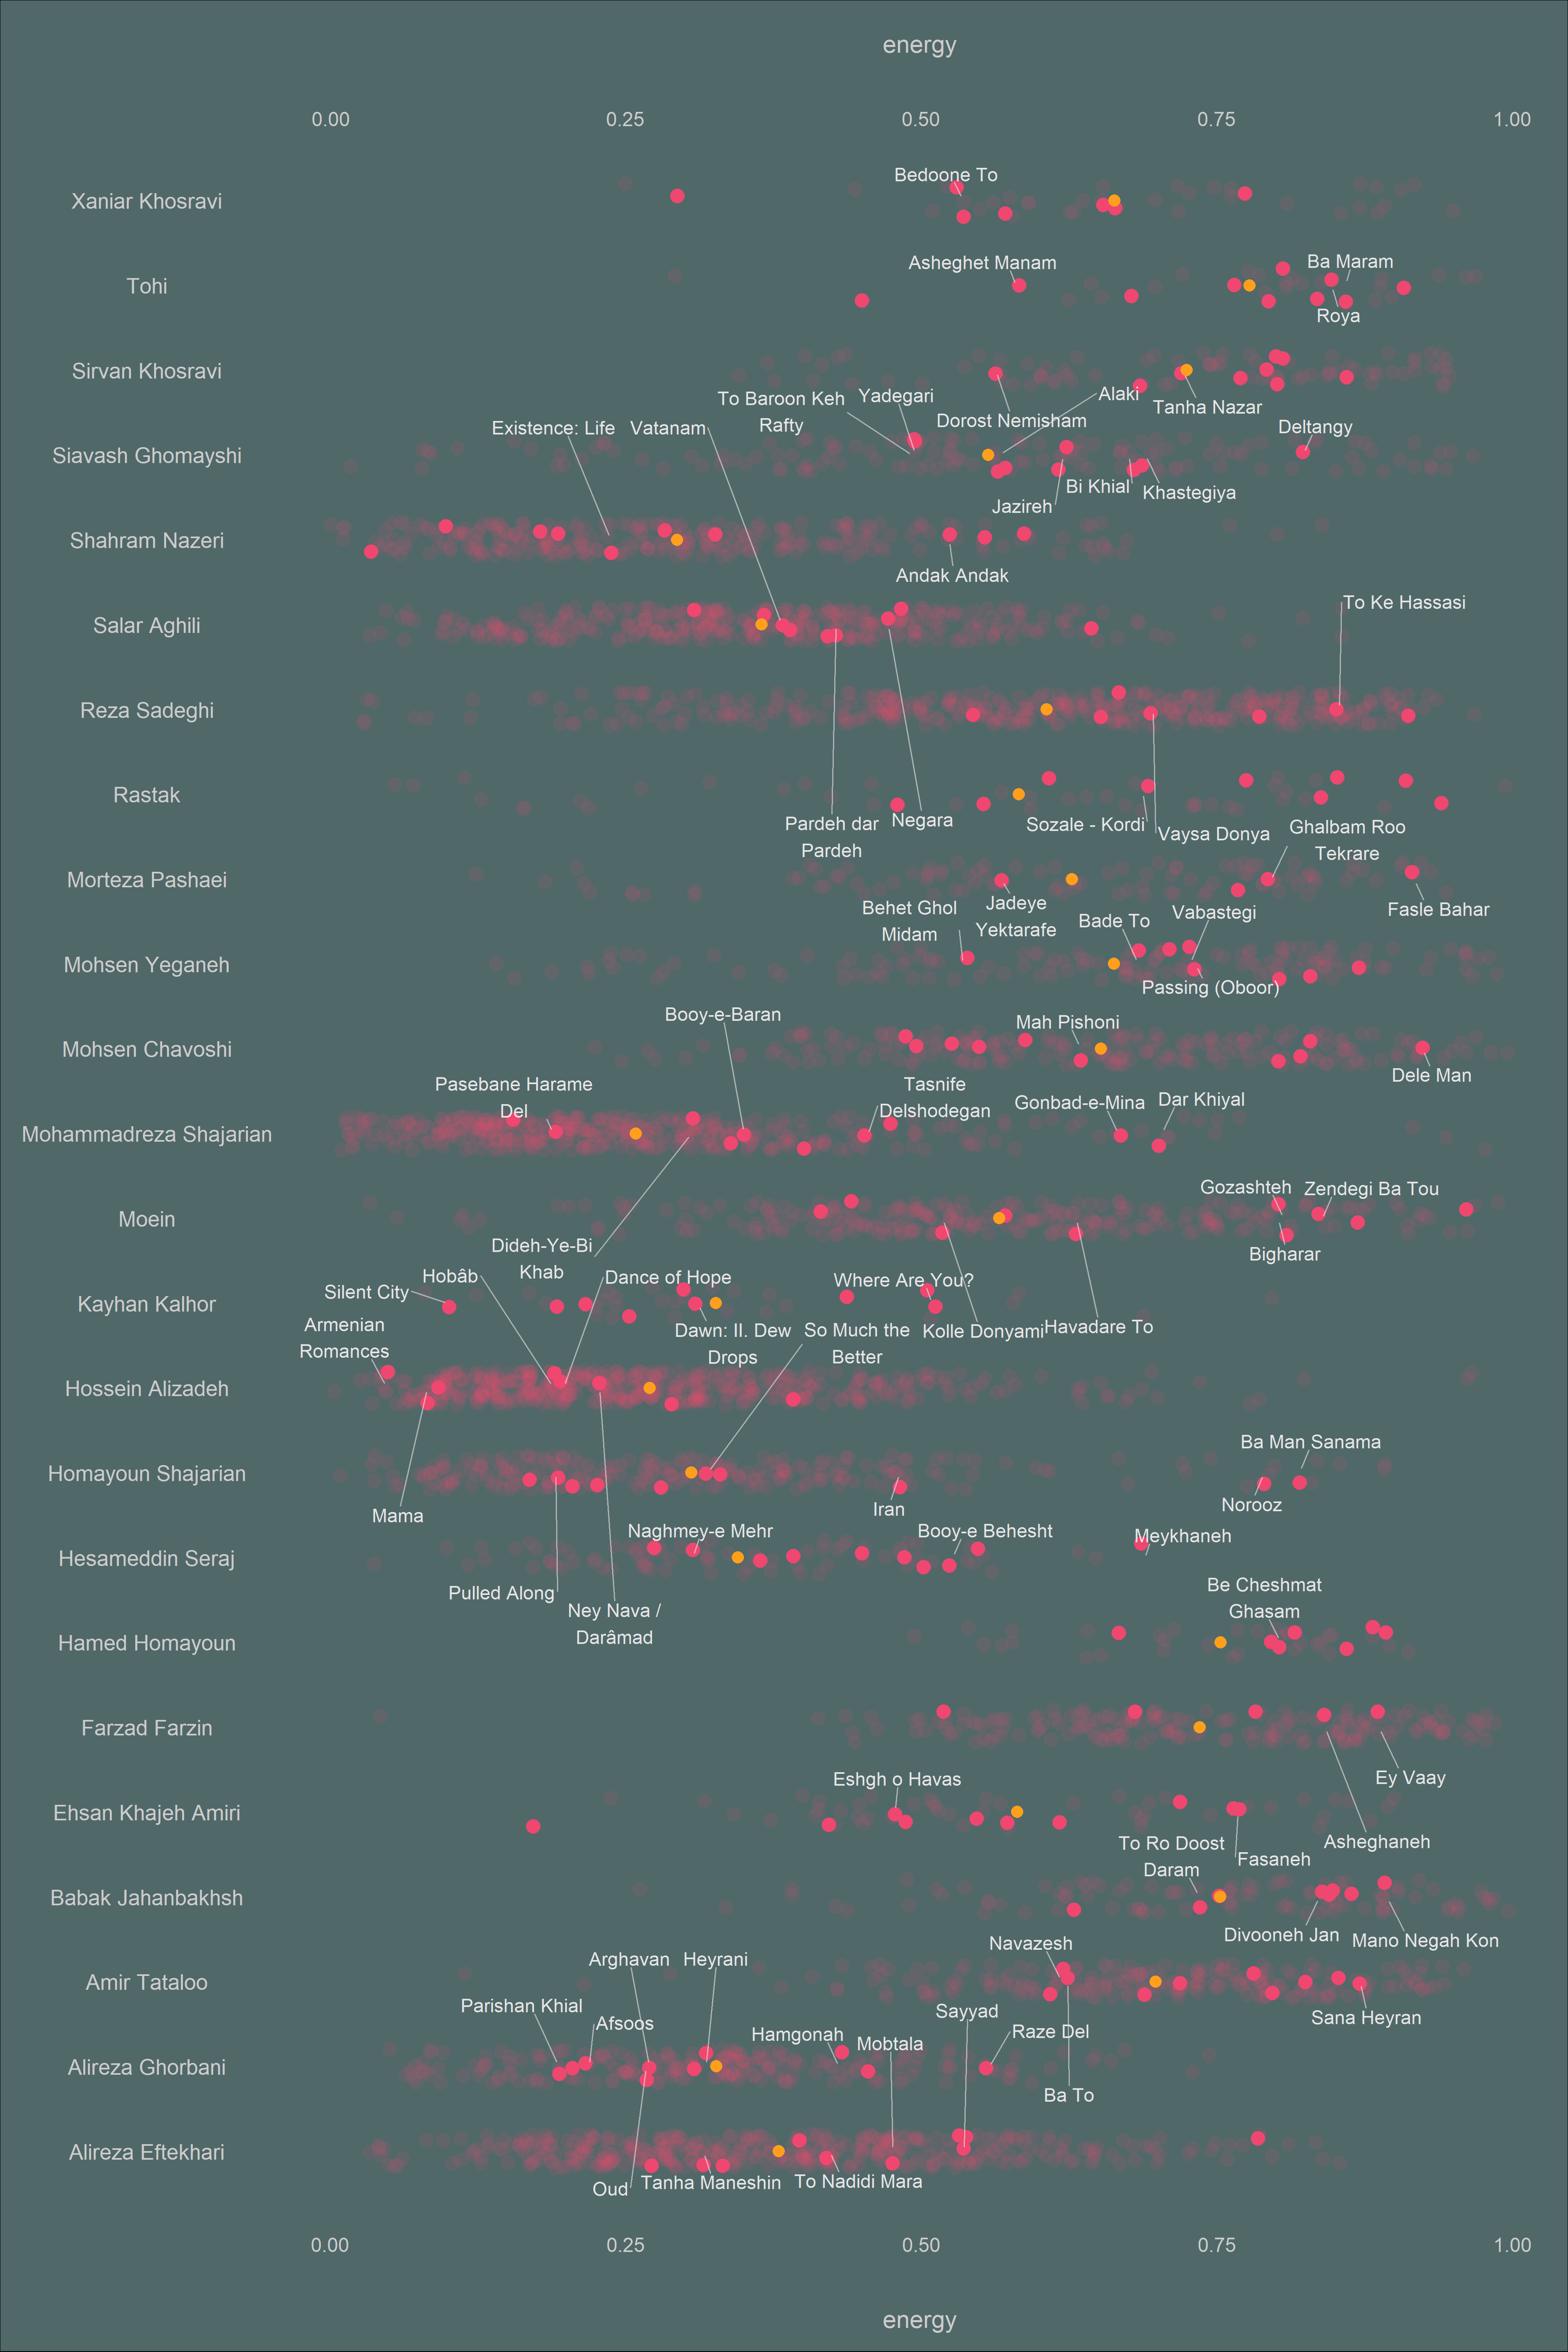 energy
0.00 0.25 0.50 0.75 1.00
Bedoone To
Xaniar Khosravi
Asheghet Manam
Ba Maram
Tohi
Roya
Sirvan Khosravi
To Baroon Keh
Rafty
Yadegari
Alaki
Tanha Nazar
Dorost Nemisham
Existence: Life
Vatanam
Deltangy
Siavash Ghomayshi
Bi Khial
Khastegiya
Jazireh
Shahram Nazeri
Andak Andak
To Ke Hassasi
Salar Aghili
Reza Sadeghi
Rastak
Pardeh dar
Pardeh
Negara
Sozale - Kordi
Vaysa Donya
Ghalbam Roo
Tekrare
Morteza Pashaei
Behet Ghol
Midam
Jadeye
Yektarafe
Bade To
Vabastegi
Fasle Bahar
Mohsen Yeganeh
Passing (Oboor)
Booy-e-Baran
Mah Pishoni
Mohsen Chavoshi
Dele Man
Pasebane Harame
Del
Tasnife
Delshodegan
Gonbad-e-Mina
Dar Khiyal
Mohammadreza Shajarian
Gozashteh
Zendegi Ba Tou
Moein
Dideh-Ye-Bi
Khab
Bigharar
Hobâb
Dance of Hope
Where Are You?
Silent City
Kayhan Kalhor
Armenian
Romances
Dawn: II. Dew
Drops
So Much the
Better
Kolle Donyami
Havadare To
Hossein Alizadeh
Ba Man Sanama
Homayoun Shajarian
Mama
Iran
Norooz
Naghmey-e Mehr
Booy-e Behesht
Meykhaneh
Hesameddin Seraj
Pulled Along
Ney Nava /
Darâmad
Be Cheshmat
Ghasam
Hamed Homayoun
Farzad Farzin
Ey Vaay
Eshgh o Havas
Ehsan Khajeh Amiri
To Ro Doost
Daram
Fasaneh
Asheghaneh
Babak Jahanbakhsh
Divooneh Jan
Mano Negah Kon
Navazesh
Arghavan
Heyrani
Amir Tataloo
Parishan Khial
Afsoos
Sayyad
Sana Heyran
Hamgonah
Mobtala
Raze Del
Alireza Ghorbani
Ba To
Alireza Eftekhari
Oud
Tanha Maneshin
To Nadidi Mara
0.00 0.25 0.50 0.75 1.00
energy